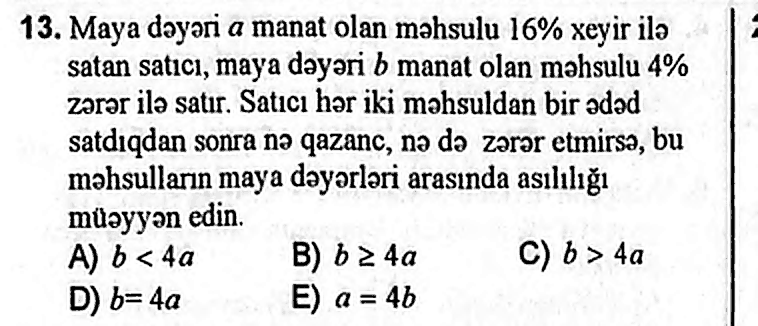 13. Maya dəyəri a manat olan məhsulu 16% xeyir ilə
satan satıcı, maya dəyəri b manat olan məhsulu 4%
zərər ilə satır. Satıcı hər iki məhsuldan bir ədəd
satdıqdan sonra nə qazanc, nə də zərər etmirsə, bu
məhsulların maya dəyərləri arasında asılılığı
müəyyən edin.
A) b < 4a B) b ≥ 4a C) b > 4a
D) b= 4a E) a = 4b